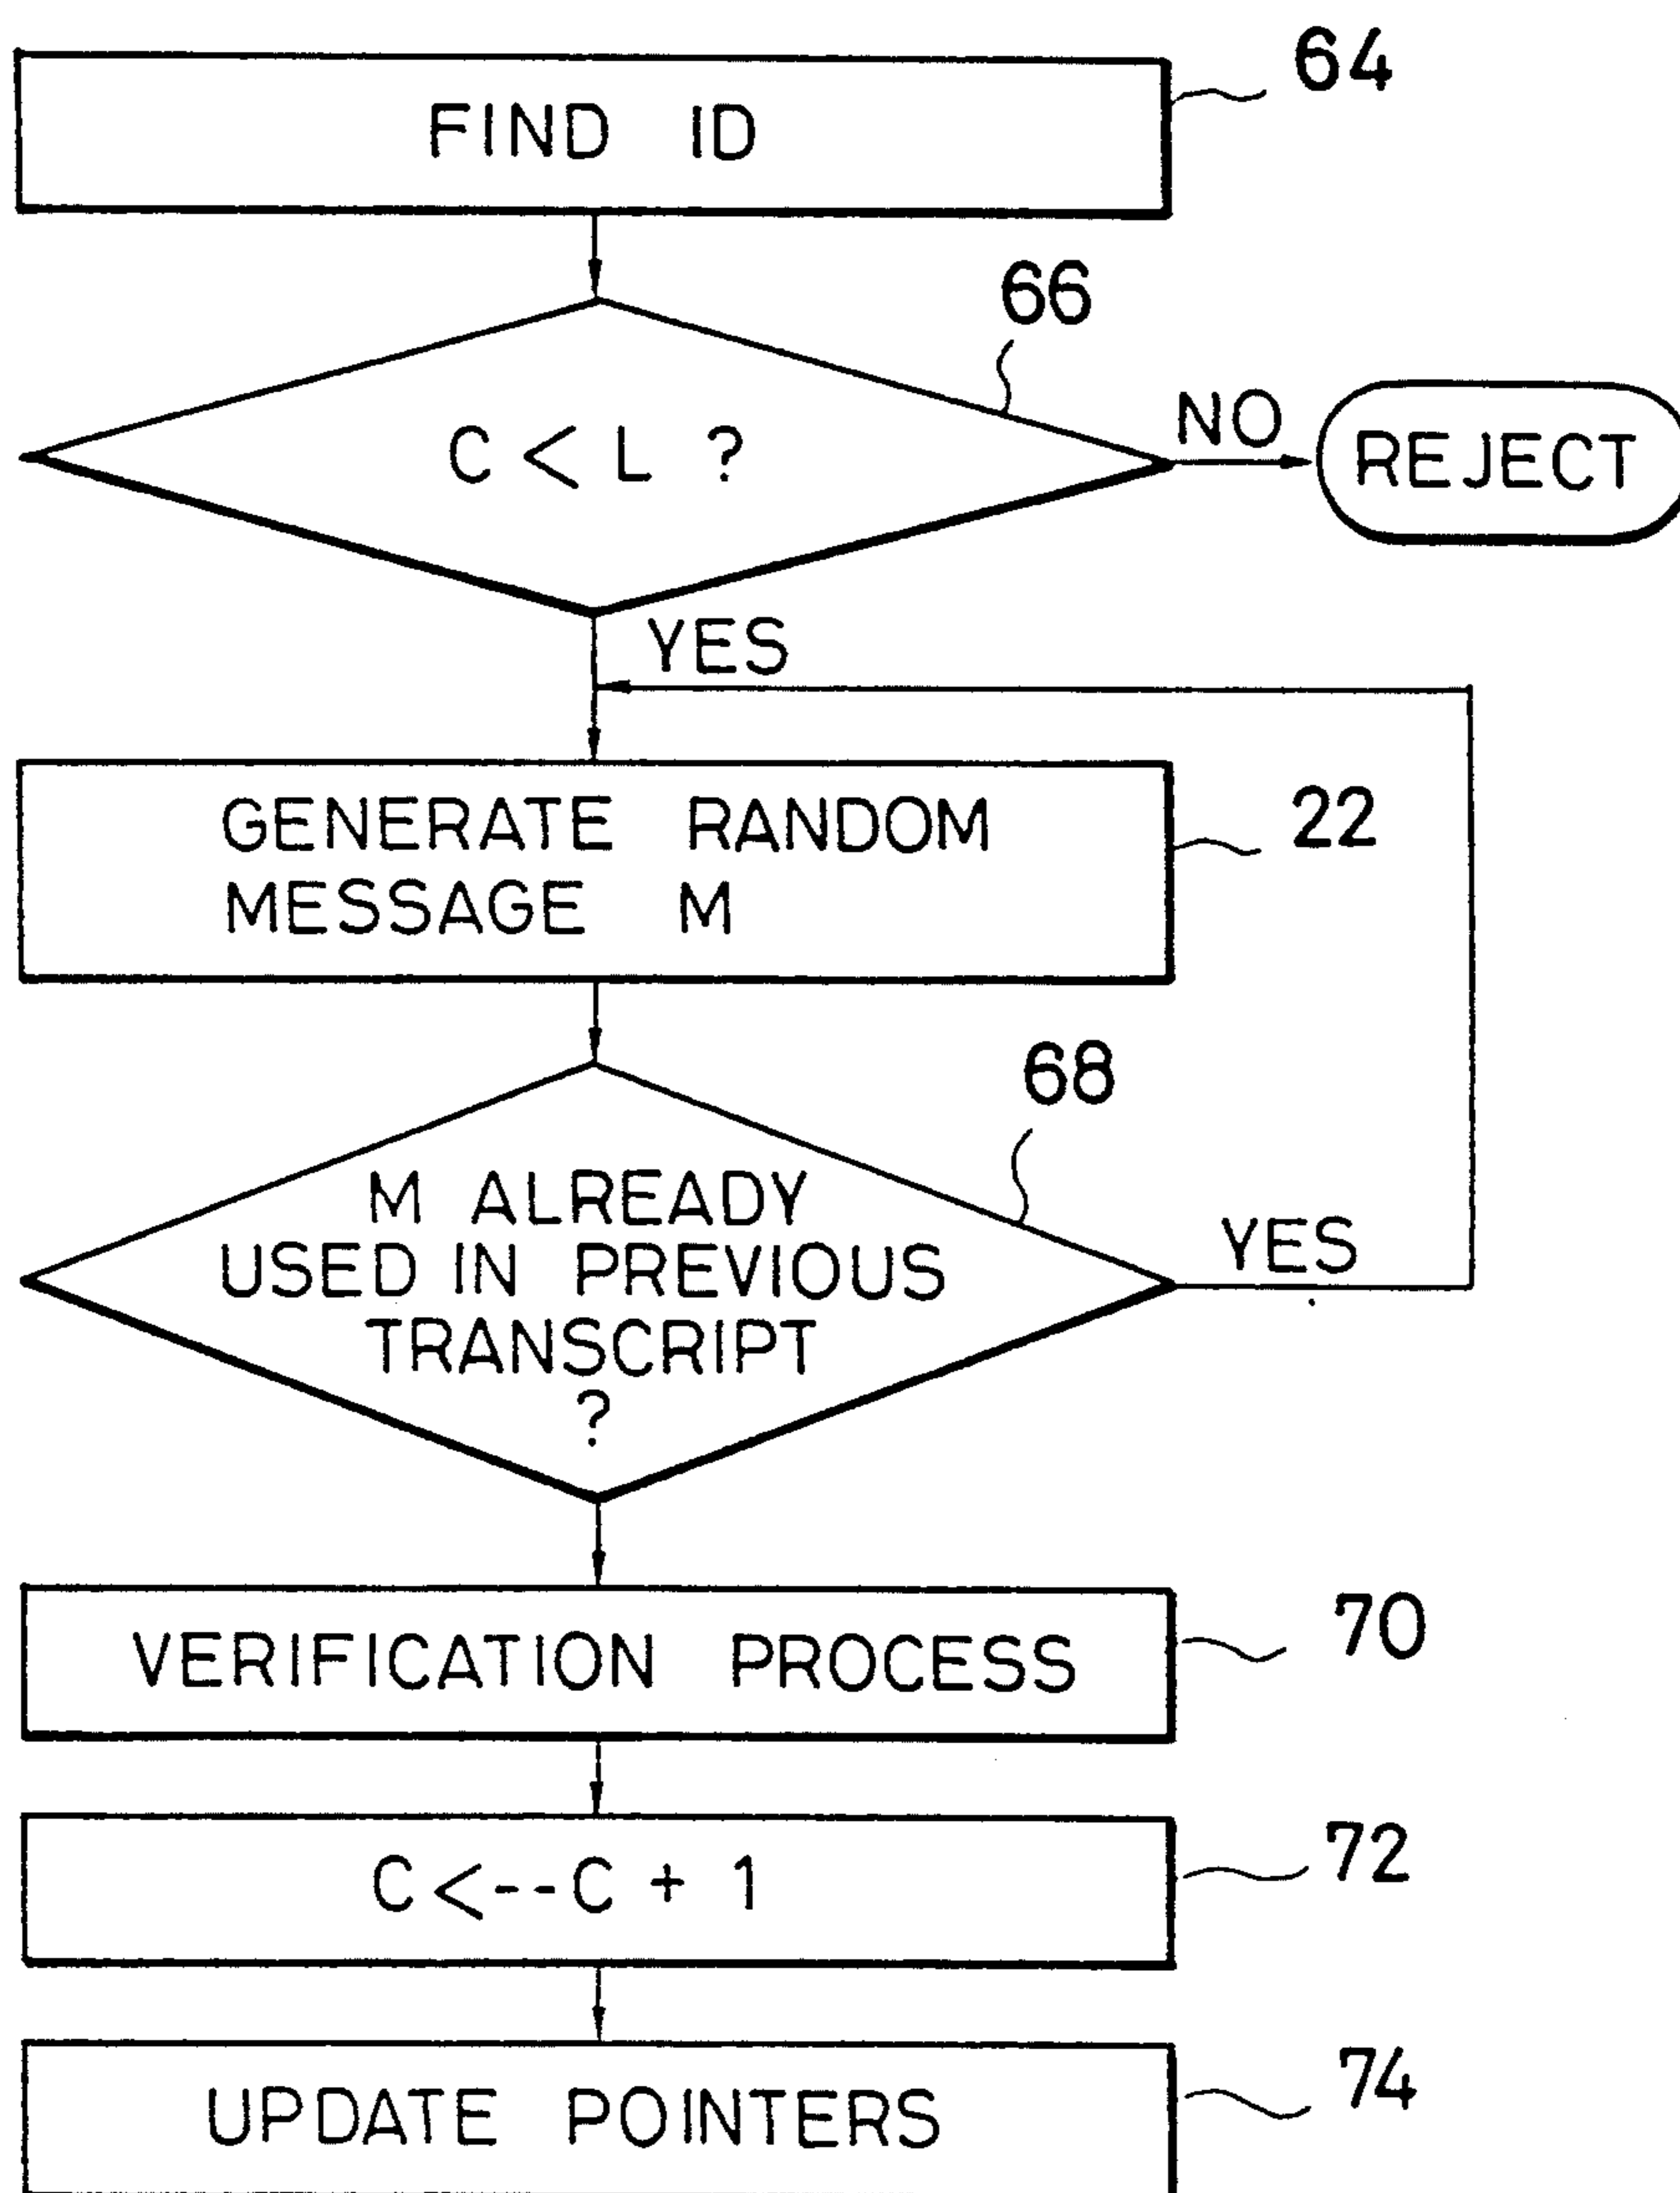 64
FIND ID
66
C < L ?
NO
REJECT
YES
GENERATE RANDOM
MESSAGE M
22
68
M ALREADY
USED IN PREVIOUS
TRANSCRIPT
?
YES
VERIFICATION PROCESS
70
C <--C + 1
72
UPDATE POINTERS
74